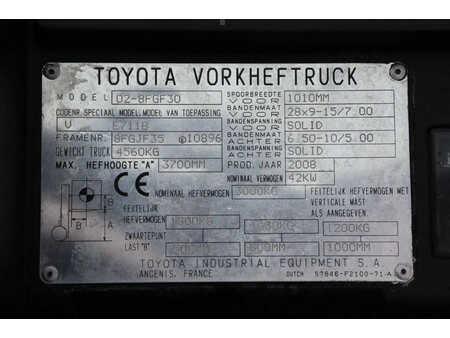 TOYOTA VORKHEFTRUCK
MODEL 02-8FGF30 SPOORBREEDTE VOOR 1010MM
CODENR.SPECIAAL MODEL/MODEL VAN TOEPASSING BANDENMAAT VOOR 28x9-15/7.00
V E711B BANDENSPANNING VOOR SOLID
FRAMENR. 8FGJF35 10896 BANDENMAAT ACHTER 6.50-10/5.00
GEWICHT TRUCK 4560KG BANDENSPANNING ACHTER SOLID
MAX. HEFHOOGTE "A" 3700MM PROD. JAAR 2008
NOMINAAL VERMOGEN 42KW
CE NOMINAAL HEFVERMOGEN 3000KG FEITELIJK HEFVERMOGEN MET
VERTICALE MAST
FEITELIJK ALS AANGEGEVEN
HEFVERMOGEN 1200KG
ZWAARTEPUNT
LAST "B" 600MM 1000MM
TOYOTA INDUSTRIAL EQUIPMENT S.A.
ANCENIS, FRANCE DUTCH 57846-F2100-71-A